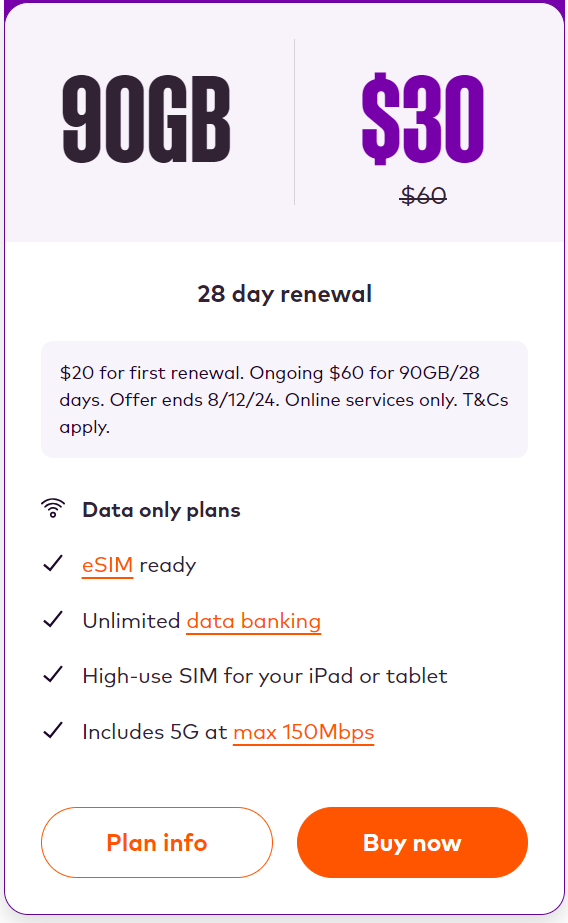 90GB
$30
$60
28 day renewal
$20 for first renewal. Ongoing $60 for 90GB/28
days. Offer ends 8/12/24. Online services only. T&Cs
apply.
Data only plans
eSIM ready
Unlimited data banking
High-use SIM for your iPad or tablet
Includes 5G at max 150Mbps
Plan info
Buy now